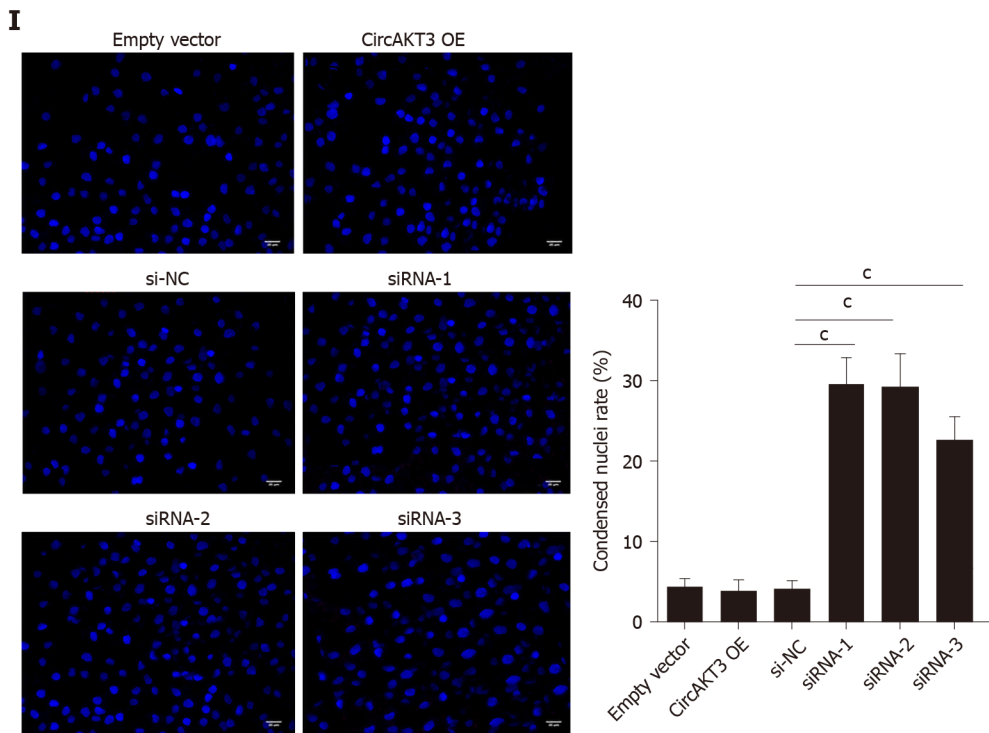 I
Empty vector
CircAKT3 OE
si-NC
siRNA-1
siRNA-2
siRNA-3
c
c
c
Condensed nuclei rate (%)
40
30
20
10
0
Empty vector
CircAKT3 OE
si-NC
siRNA-1
siRNA-2
siRNA-3